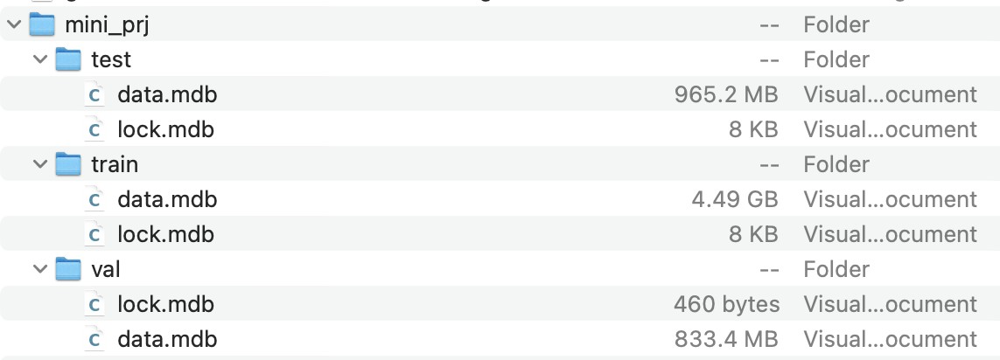 mini_prj -- Folder
test -- Folder
C data.mdb 965.2 MB Visual...ocument
C lock.mdb 8 KB Visual...ocument
train -- Folder
C data.mdb 4.49 GB Visual...ocument
C lock.mdb 8 KB Visual...ocument
val -- Folder
C lock.mdb 460 bytes Visual...ocument
C data.mdb 833.4 MB Visual...ocument